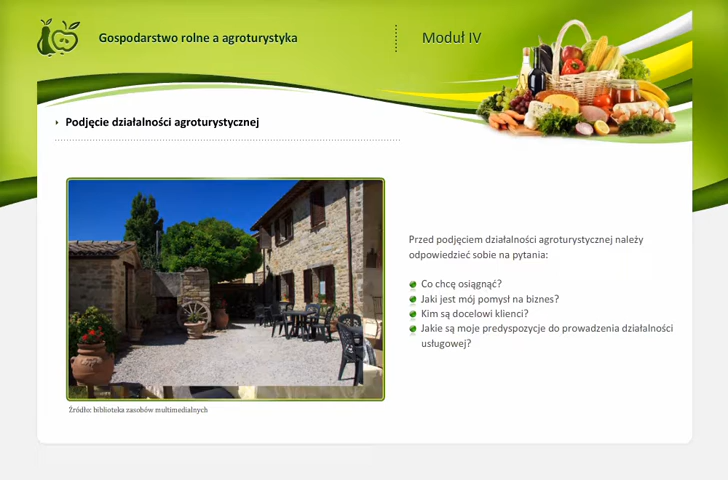 Gospodarstwo rolne a agroturystyka
Moduł IV
Podjęcie działalności agroturystycznej
Przed podjęciem działalności agroturystycznej należy
odpowiedzieć sobie na pytania:
Co chcę osiągnąć?
Jaki jest mój pomysł na biznes?
Kim są docelowi klienci?
Jakie są moje predyspozycje do prowadzenia działalności
usługowej?
Źródło: biblioteka zasobów multimedialnych